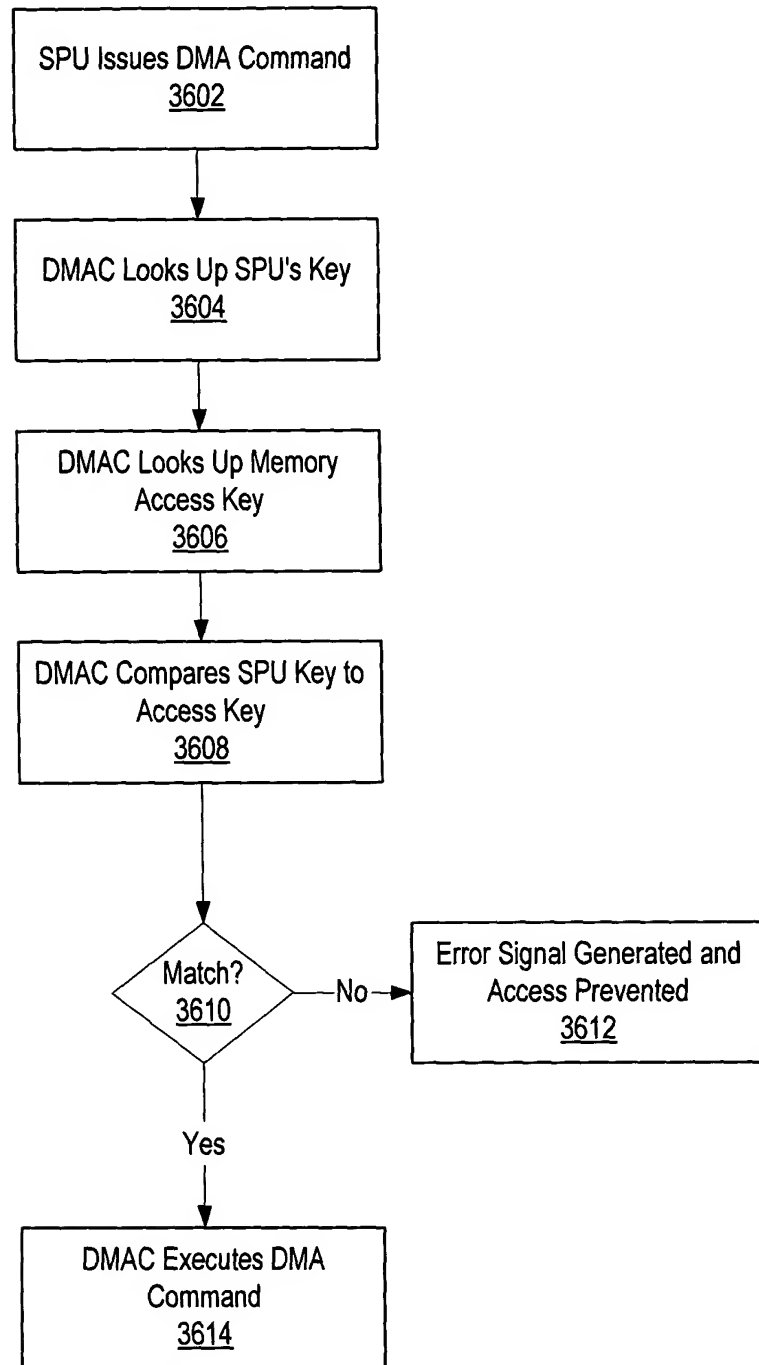 SPU Issues DMA Command
3602
DMAC Looks Up SPU's Key
3604
DMAC Looks Up Memory
Access Key
3606
DMAC Compares SPU Key to
Access Key
3608
Match?
3610
No
Error Signal Generated and
Access Prevented
3612
Yes
DMAC Executes DMA
Command
3614